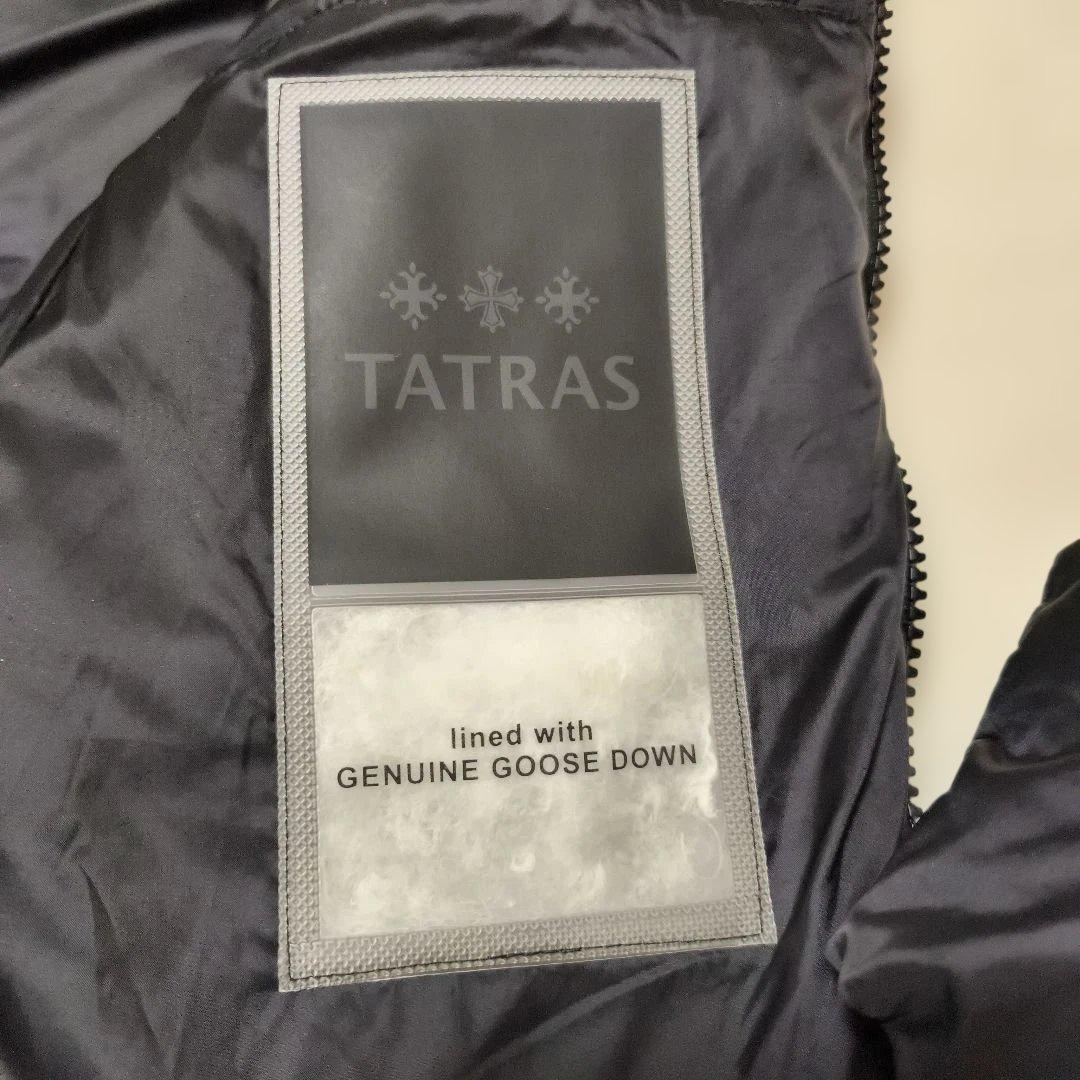 TATRAS
lined with
GENUINE GOOSE DOWN